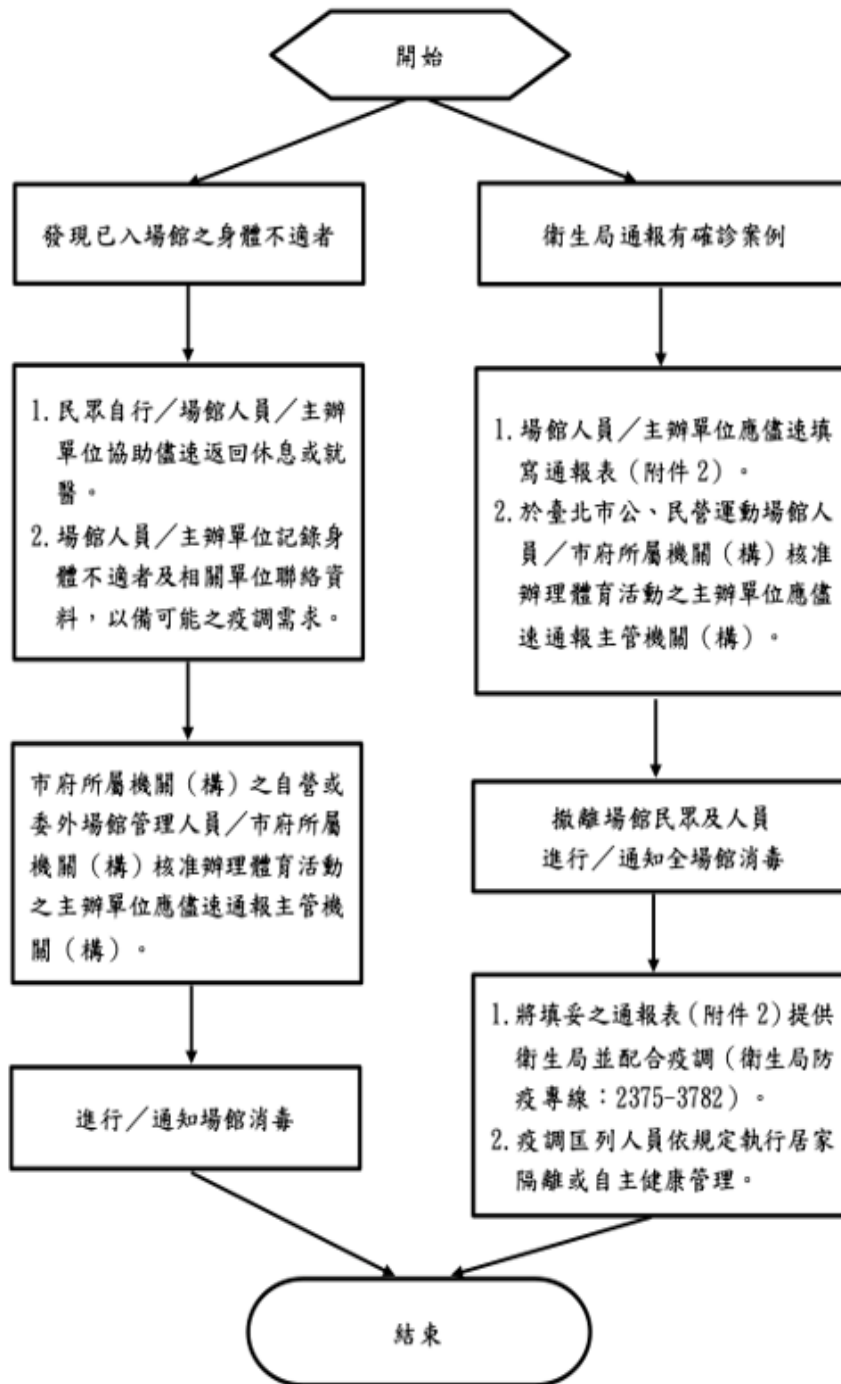 開始
發現已入場館之身體不適者
1. 民眾自行／場館人員／主辦
單位協助儘速返回休息或就
醫。
2. 場館人員／主辦單位記錄身
體不適者及相關單位聯絡資
料，以備可能之疫調需求。
市府所屬機關（構）之自營或
委外場館管理人員／市府所屬
機關（構）核准辦理體育活動
之主辦單位應儘速通報主管機
關（構）。
進行／通知場館消毒
衛生局通報有確診案例
1. 場館人員／主辦單位應儘速填
寫通報表（附件 2）。
2. 於臺北市公、民營運動場館人
員／市府所屬機關（構）核准
辦理體育活動之主辦單位應儘
速通報主管機關（構）。
撤離場館民眾及人員
進行／通知全場館消毒
1. 將填妥之通報表（附件 2）提供
衛生局並配合疫調（衛生局防
疫專線：2375-3782）。
2. 疫調匡列人員依規定執行居家
隔離或自主健康管理。
結束